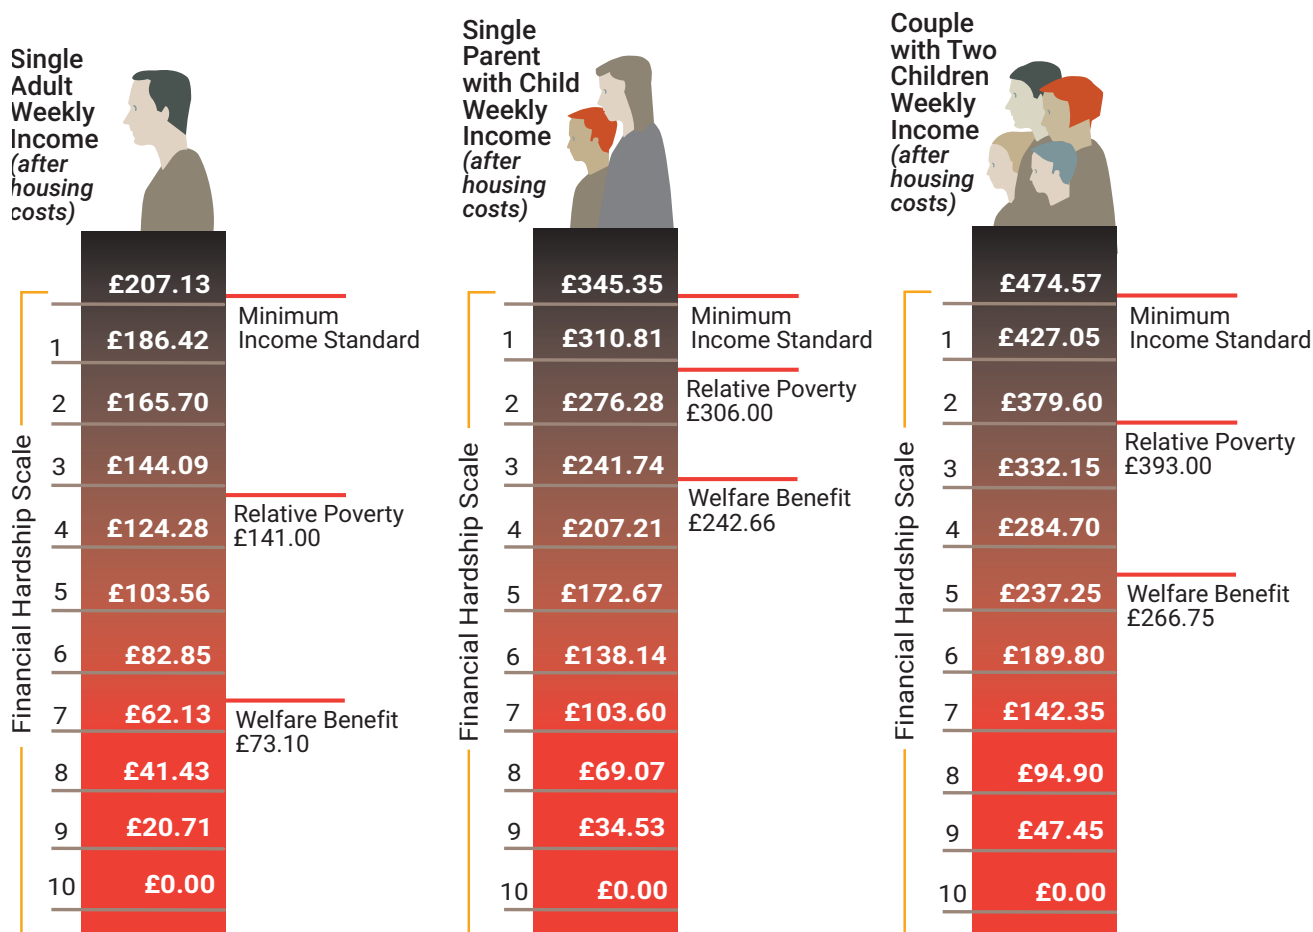 Single
Adult
Weekly
Income
(after
housing
costs)
£207.13
Minimum
Income Standard
1 £186.42
2 £165.70
3 £144.09
Relative Poverty
£141.00
4 £124.28
5 £103.56
6 £82.85
7 £62.13
Welfare Benefit
£73.10
8 £41.43
9 £20.71
10 £0.00
Financial Hardship Scale
Single
Parent
with Child
Weekly
Income
(after
housing
costs)
£345.35
Minimum
Income Standard
1 £310.81
Relative Poverty
£306.00
2 £276.28
3 £241.74
Welfare Benefit
£242.66
4 £207.21
5 £172.67
6 £138.14
7 £103.60
8 £69.07
9 £34.53
10 £0.00
Financial Hardship Scale
Couple
with Two
Children
Weekly
Income
(after
housing
costs)
£474.57
Minimum
Income Standard
1 £427.05
2 £379.60
Relative Poverty
£393.00
3 £332.15
4 £284.70
5 £237.25
Welfare Benefit
£266.75
6 £189.80
7 £142.35
8 £94.90
9 £47.45
10 £0.00
Financial Hardship Scale